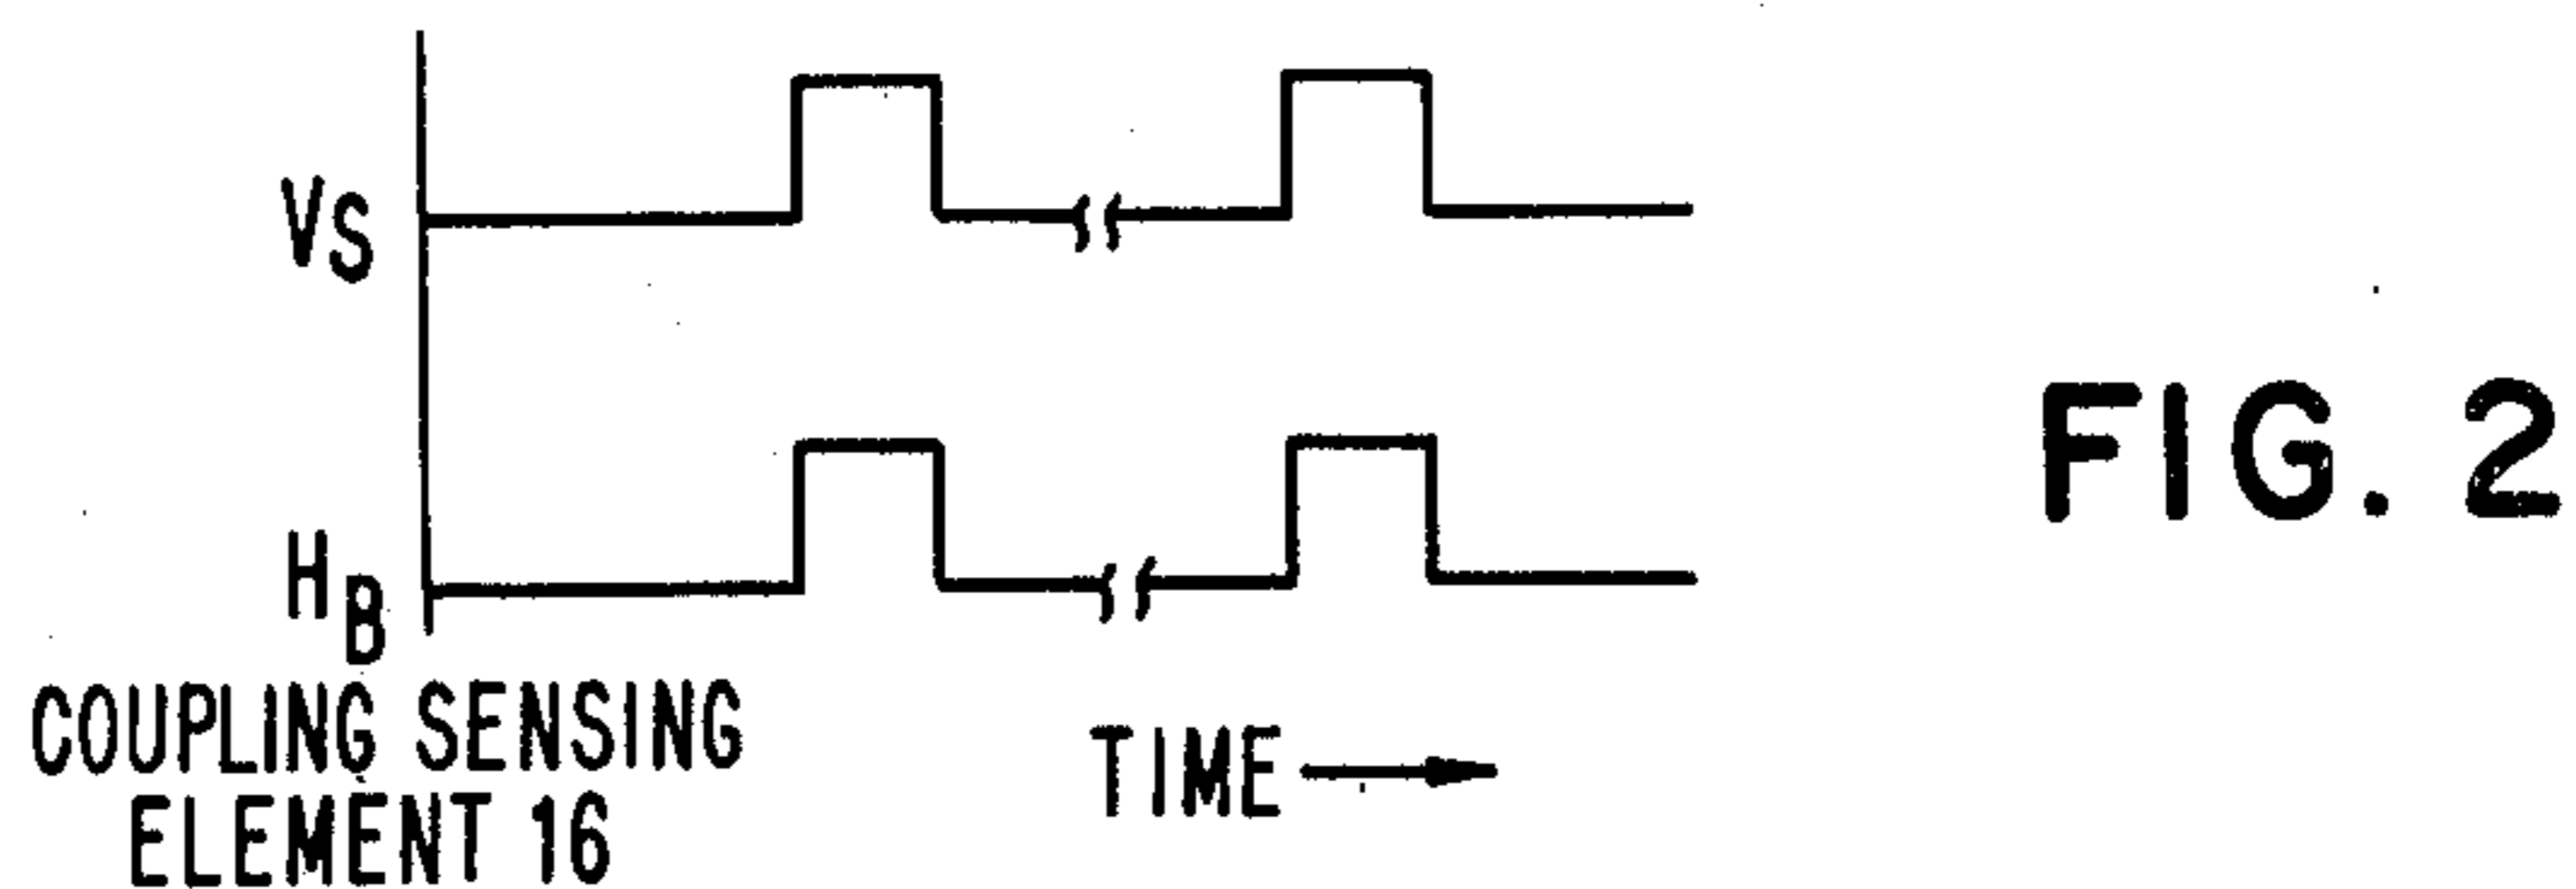 VS
HB
COUPLING SENSING
ELEMENT 16
TIME
FIG. 2